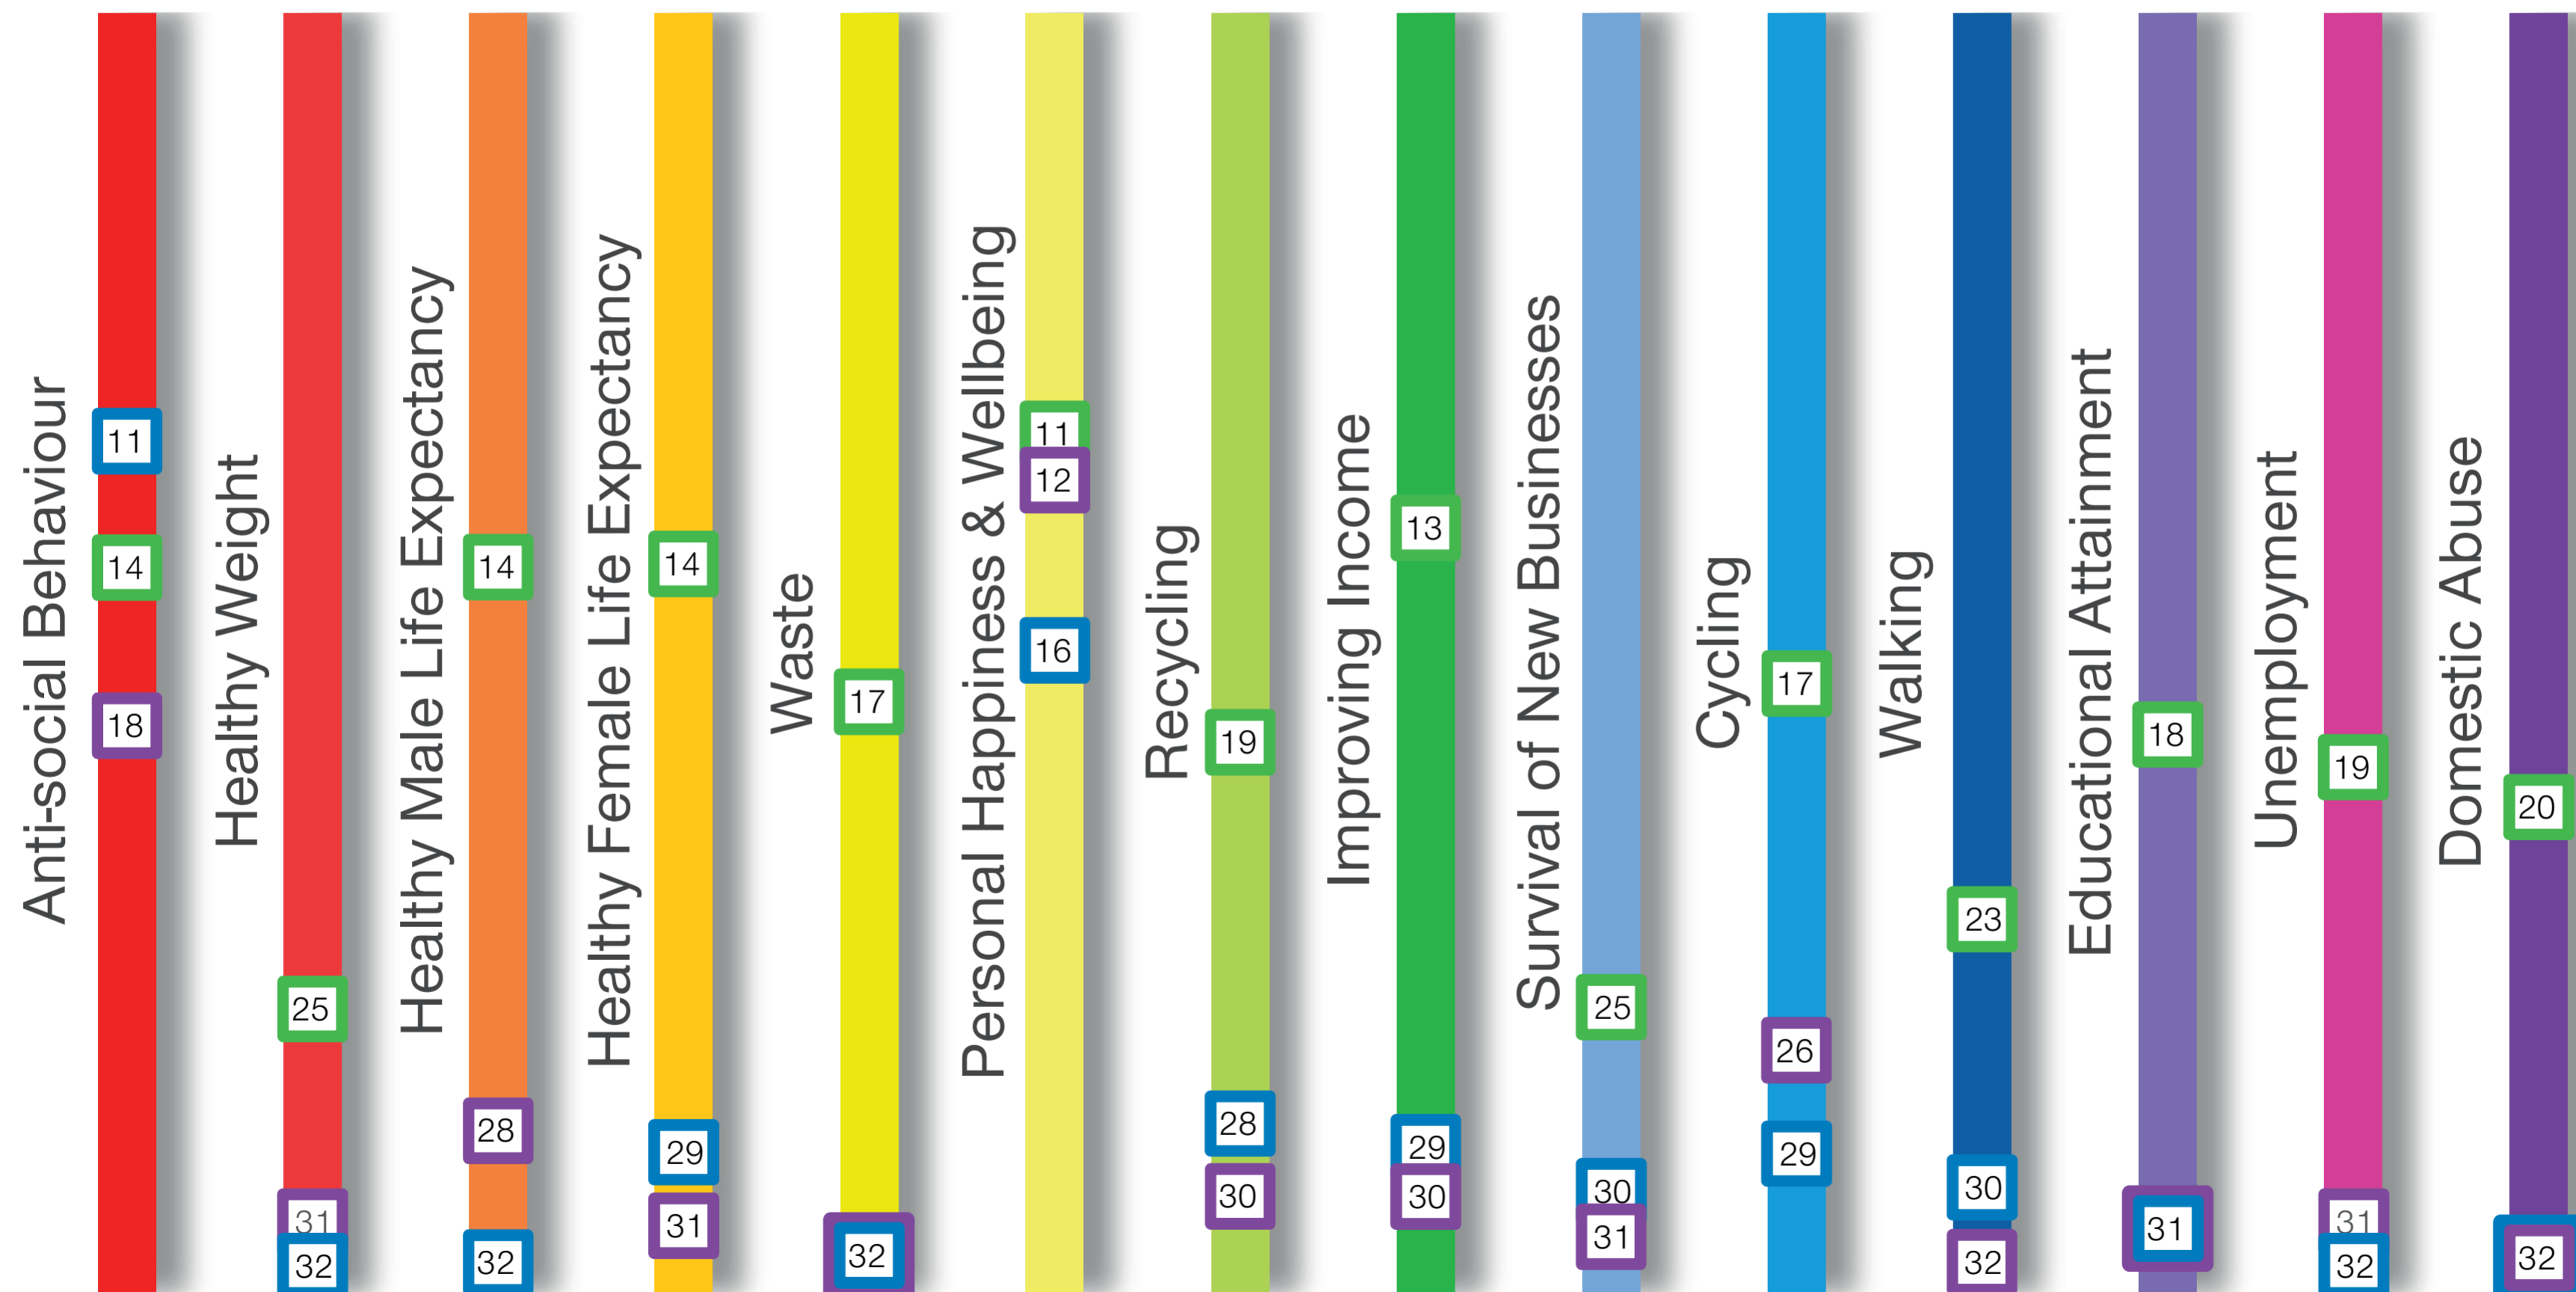 Anti-social Behaviour
11
14
18
Healthy Weight
25
31
32
Healthy Male Life Expectancy
14
28
32
Healthy Female Life Expectancy
14
29
31
Waste
17
32
Personal Happiness & Wellbeing
11
12
16
Recycling
19
28
30
Improving Income
13
29
30
Survival of New Businesses
25
30
31
Cycling
17
26
29
Walking
23
30
32
Educational Attainment
18
31
Unemployment
19
31
32
Domestic Abuse
20
32